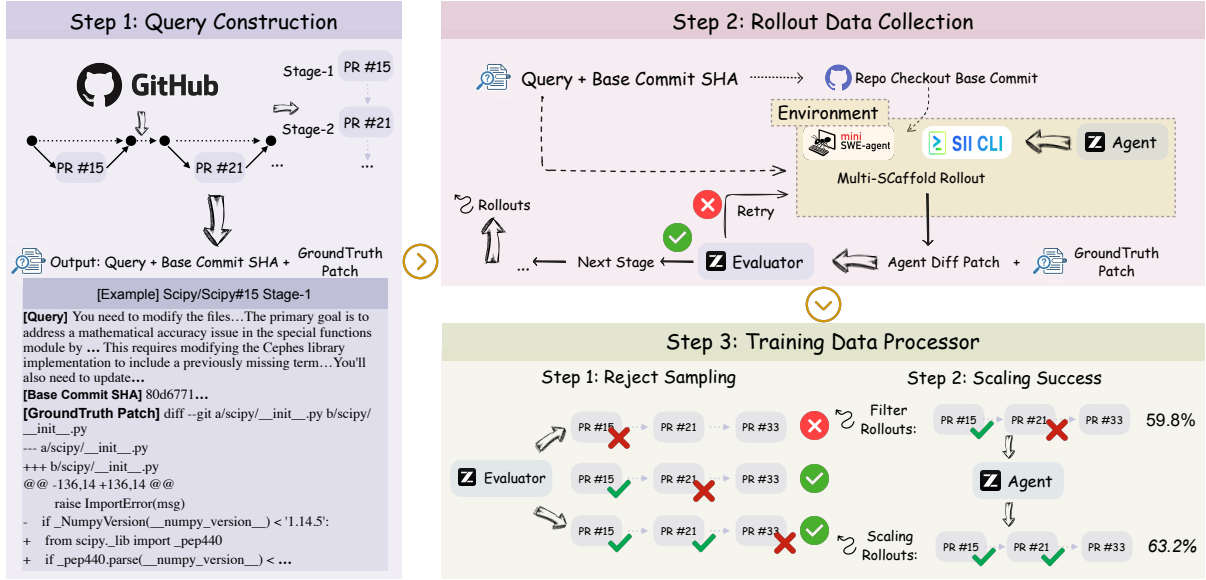 Step 1: Query Construction
GitHub
Stage-1
PR #15
Stage-2
PR #21
...
...
PR #15
PR #21
Output: Query + Base Commit SHA +
GroundTruth
Patch
[Example] Scipy/Scipy#15 Stage-1
[Query] You need to modify the files…The primary goal is to
address a mathematical accuracy issue in the special functions
module by … This requires modifying the Cephes library
implementation to include a previously missing term…You'll
also need to update…
[Base Commit SHA] 80d6771…
[GroundTruth Patch] diff --git a/scipy/__init__.py b/scipy/
__init__.py
--- a/scipy/__init__.py
+++ b/scipy/__init__.py
@@ -136,14 +136,14 @@
raise ImportError(msg)
- if _NumpyVersion(__numpy_version__) < '1.14.5':
+ from scipy._lib import _pep440
+ if _pep440.parse(__numpy_version__) < …
Step 2: Rollout Data Collection
Query + Base Commit SHA
Repo Checkout Base Commit
Environment
mini
SWE-agent
SII CLI
Z Agent
Multi-SCaffold Rollout
Rollouts
Retry
...
Next Stage
Z Evaluator
Agent Diff Patch
+
GroundTruth
Patch
Step 3: Training Data Processor
Step 1: Reject Sampling
Z Evaluator
PR #15
PR #21
PR #33
PR #15
PR #21
PR #33
PR #15
PR #21
PR #33
Step 2: Scaling Success
Filter
Rollouts:
PR #15
PR #21
PR #33
59.8%
Z Agent
Scaling
Rollouts:
PR #15
PR #21
PR #33
63.2%